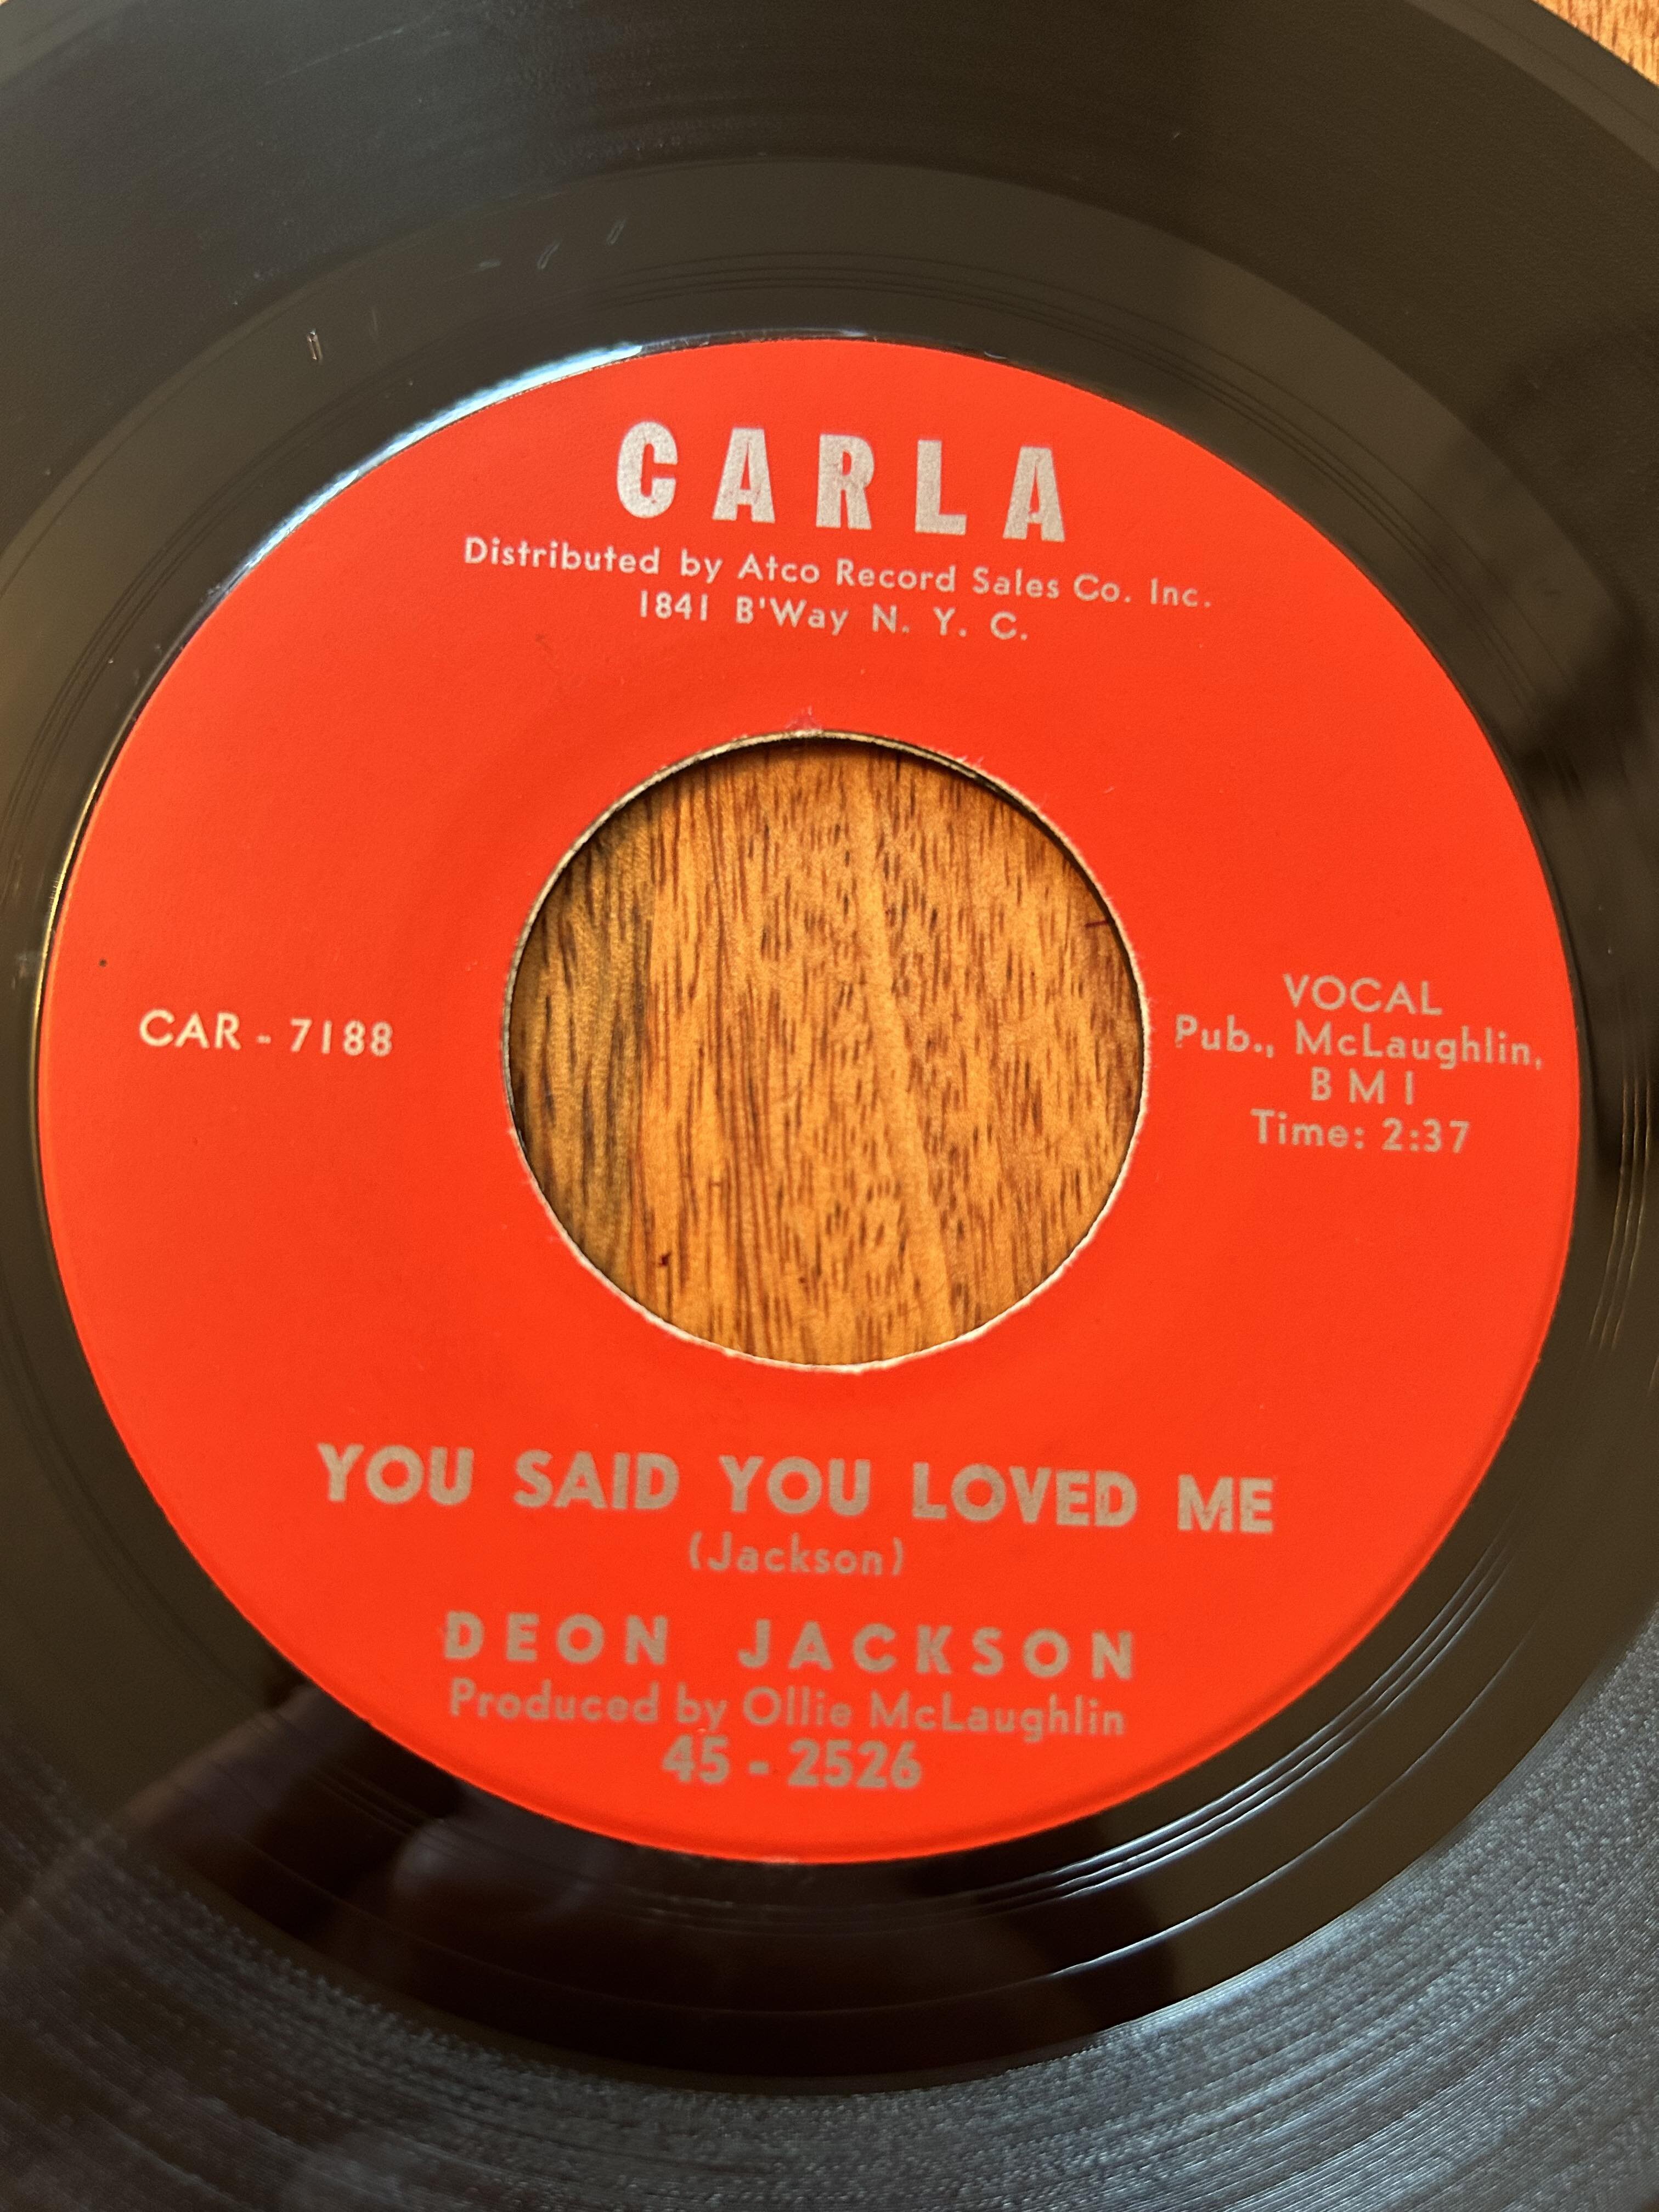 CARLA
Distributed by Atco Record Sales Co. Inc.
1841 B'Way N. Y. C.
CAR - 7188
VOCAL
Pub., McLaughlin,
B M I
Time: 2:37
YOU SAID YOU LOVED ME
(Jackson)
DEON JACKSON
Produced by Ollie McLaughlin
45 - 2526